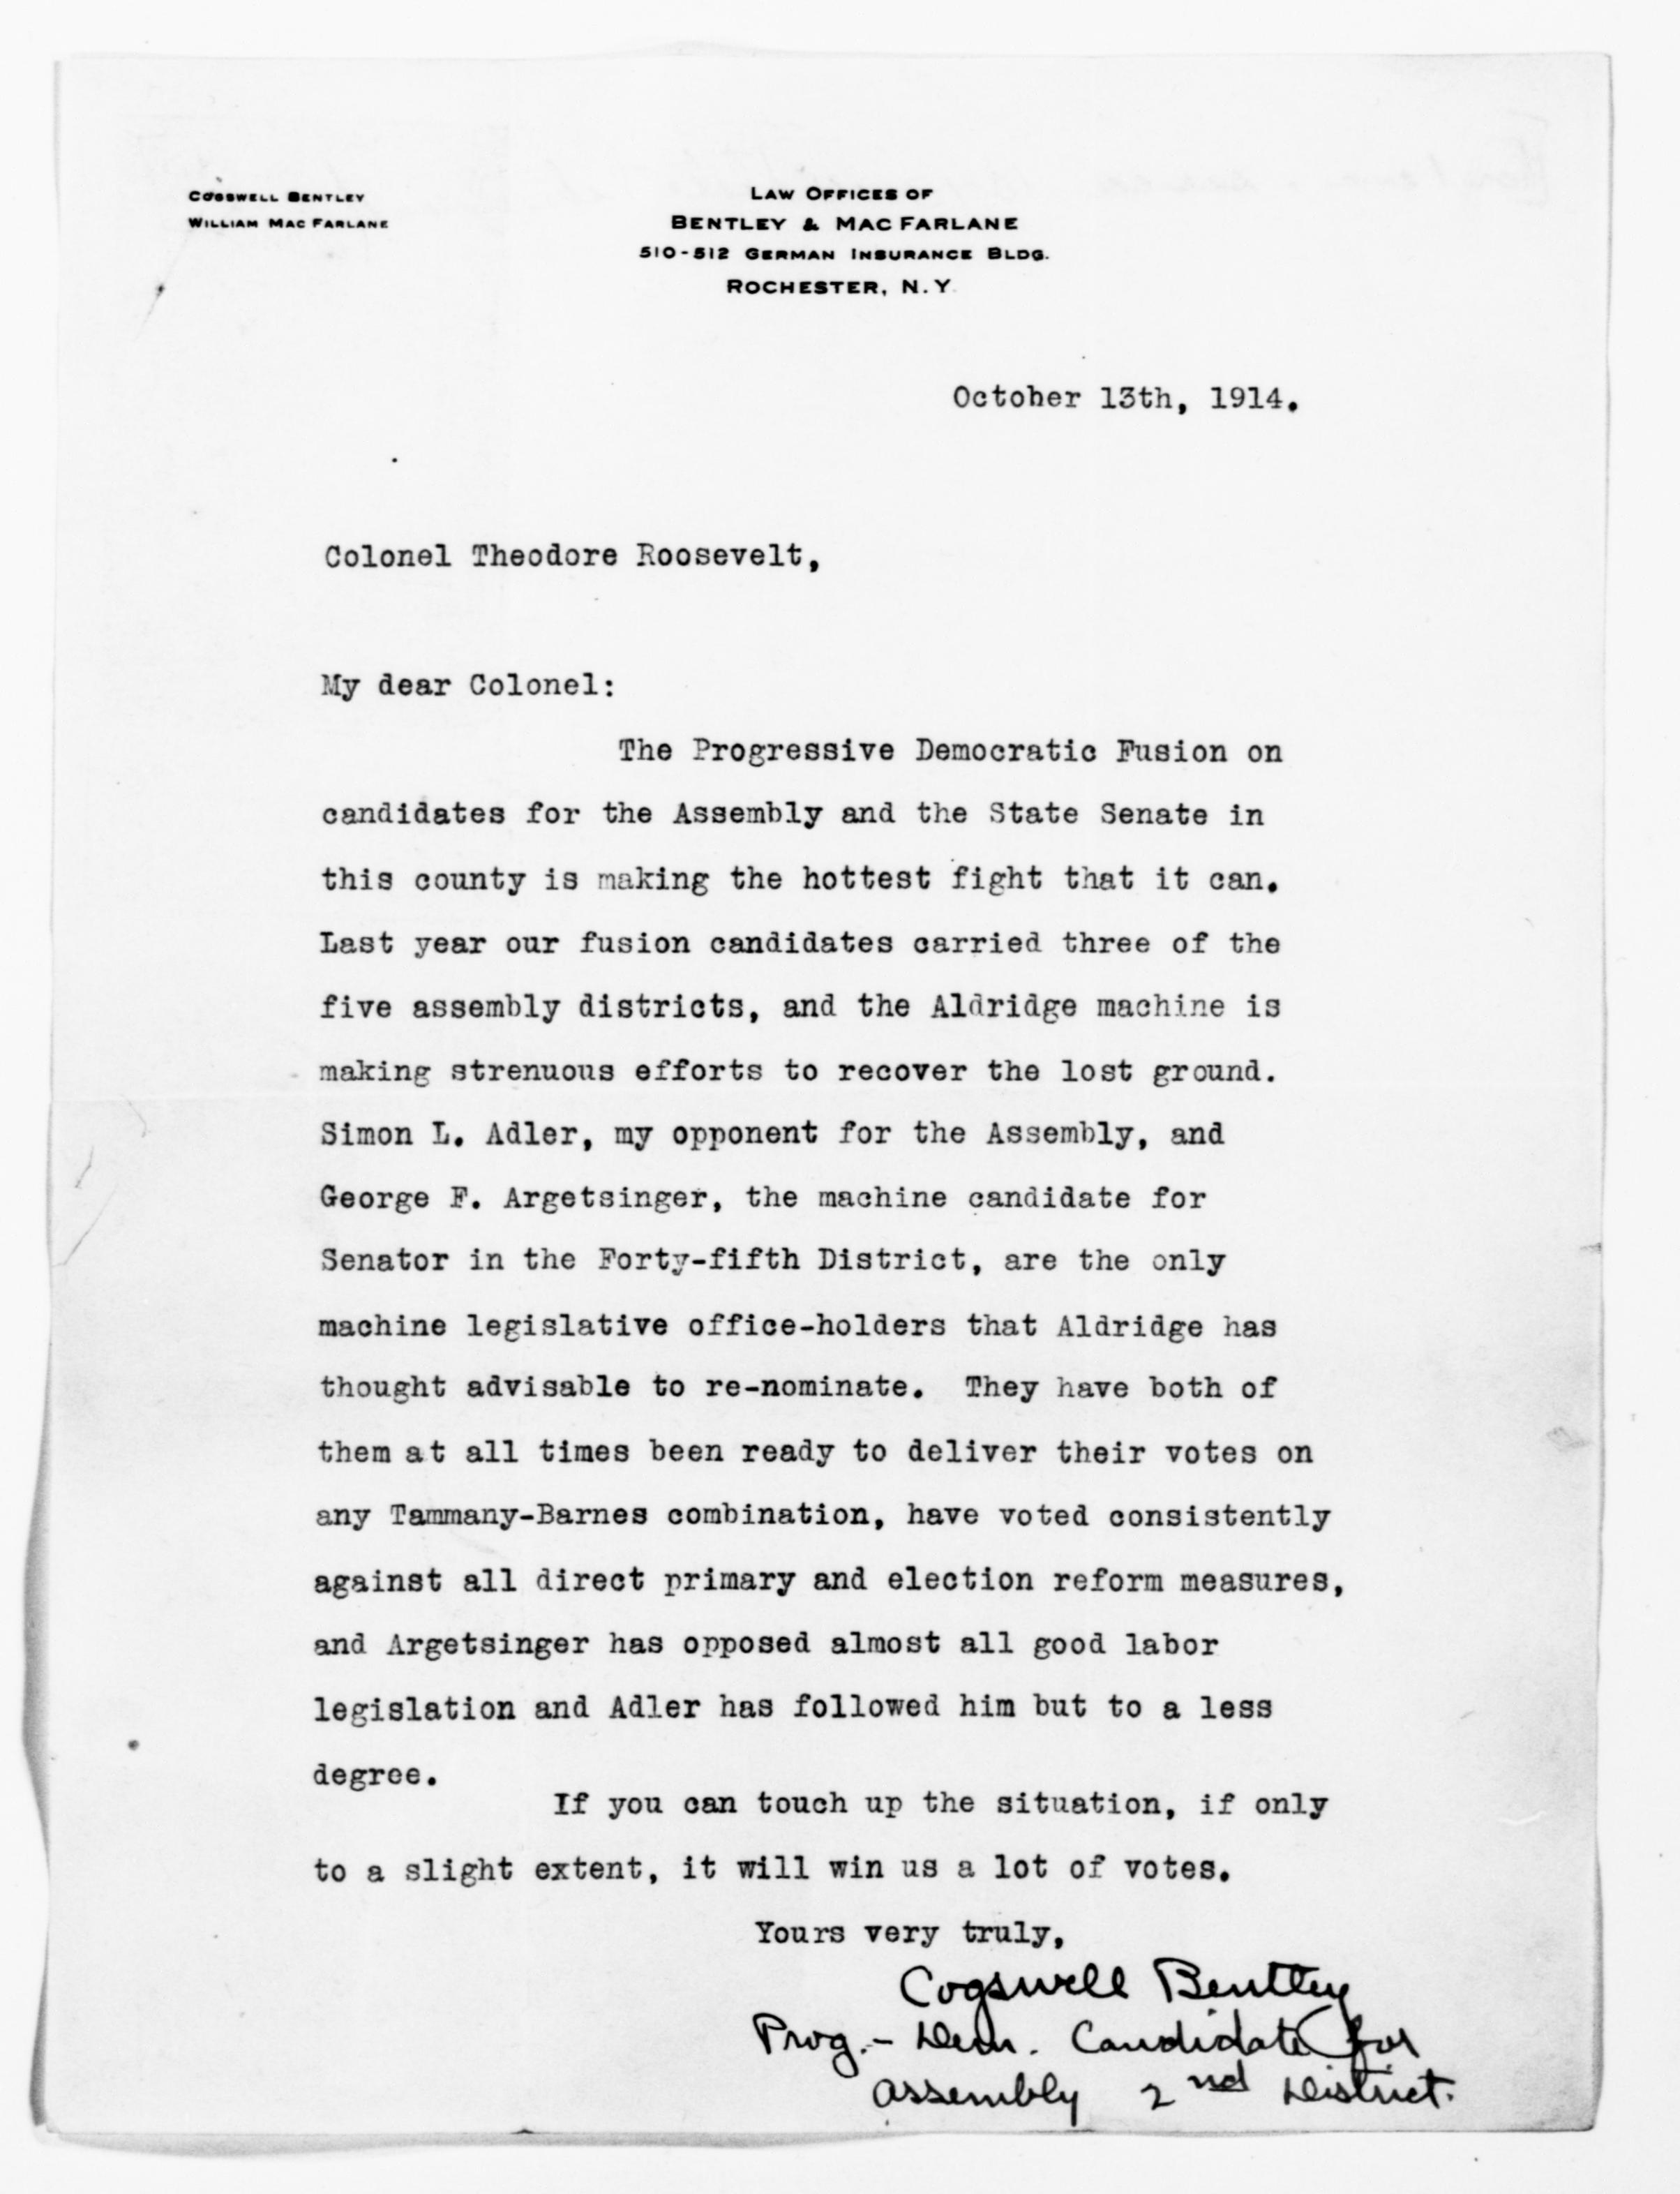 COGSWELL BENTLEY
WILLIAM MAC FARLANE
LAW OFFICES OF
BENTLEY & MAC FARLANE
510-512 GERMAN INSURANCE BLDG.
ROCHESTER, N.Y.
October 13th, 1914.
Colonel Theodore Roosevelt,
My dear Colonel:
The Progressive Democratic Fusion on
candidates for the Assembly and the State Senate in
this county is making the hottest fight that it can.
Last year our fusion candidates carried three of the
five assembly districts, and the Aldridge machine is
making strenuous efforts to recover the lost ground.
Simon L. Adler, my opponent for the Assembly, and
George F. Argetsinger, the machine candidate for
Senator in the Forty-fifth District, are the only
machine legislative office-holders that Aldridge has
thought advisable to re-nominate. They have both of
them at all times been ready to deliver their votes on
any Tammany-Barnes combination, have voted consistently
against all direct primary and election reform measures,
and Argetsinger has opposed almost all good labor
legislation and Adler has followed him but to a less
degree.
If you can touch up the situation, if only
to a slight extent, it will win us a lot of votes.
Yours very truly,
Cogswell Bentley
Prog.- Dem. Candidate for
Assembly 2nd District.